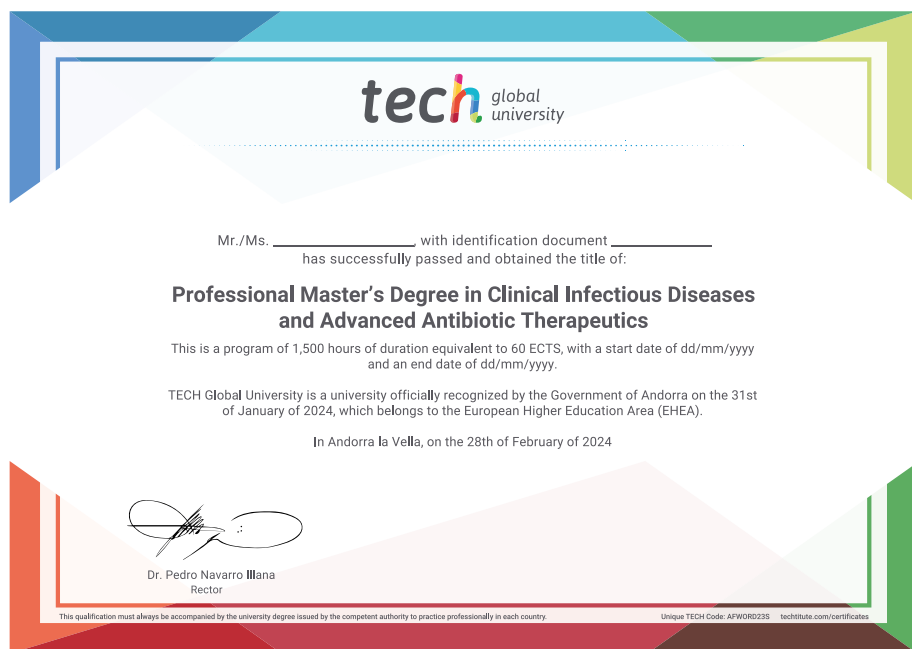 tech global university
Mr./Ms. ____________________, with identification document ______________
has successfully passed and obtained the title of:
Professional Master’s Degree in Clinical Infectious Diseases
and Advanced Antibiotic Therapeutics
This is a program of 1,500 hours of duration equivalent to 60 ECTS, with a start date of dd/mm/yyyy
and an end date of dd/mm/yyyy.
TECH Global University is a university officially recognized by the Government of Andorra on the 31st
of January of 2024, which belongs to the European Higher Education Area (EHEA).
In Andorra la Vella, on the 28th of February of 2024
Dr. Pedro Navarro Illana
Rector
This qualification must always be accompanied by the university degree issued by the competent authority to practice professionally in each country.
Unique TECH Code: AFWORD23S techtitute.com/certificates